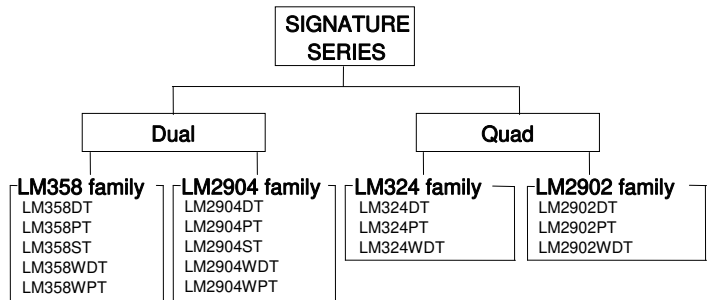 SIGNATURE
SERIES
Dual
Quad
LM358 family
LM358DT
LM358PT
LM358ST
LM358WDT
LM358WPT
LM2904 family
LM2904DT
LM2904PT
LM2904ST
LM2904WDT
LM2904WPT
LM324 family
LM324DT
LM324PT
LM324WDT
LM2902 family
LM2902DT
LM2902PT
LM2902WDT